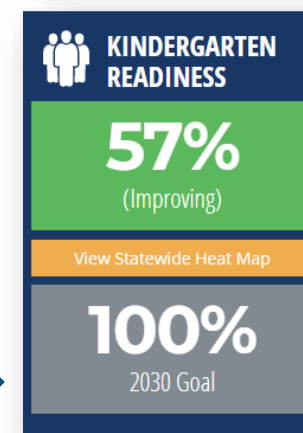 KINDERGARTEN
READINESS
57%
(Improving)
View Statewide Heat Map
100%
2030 Goal